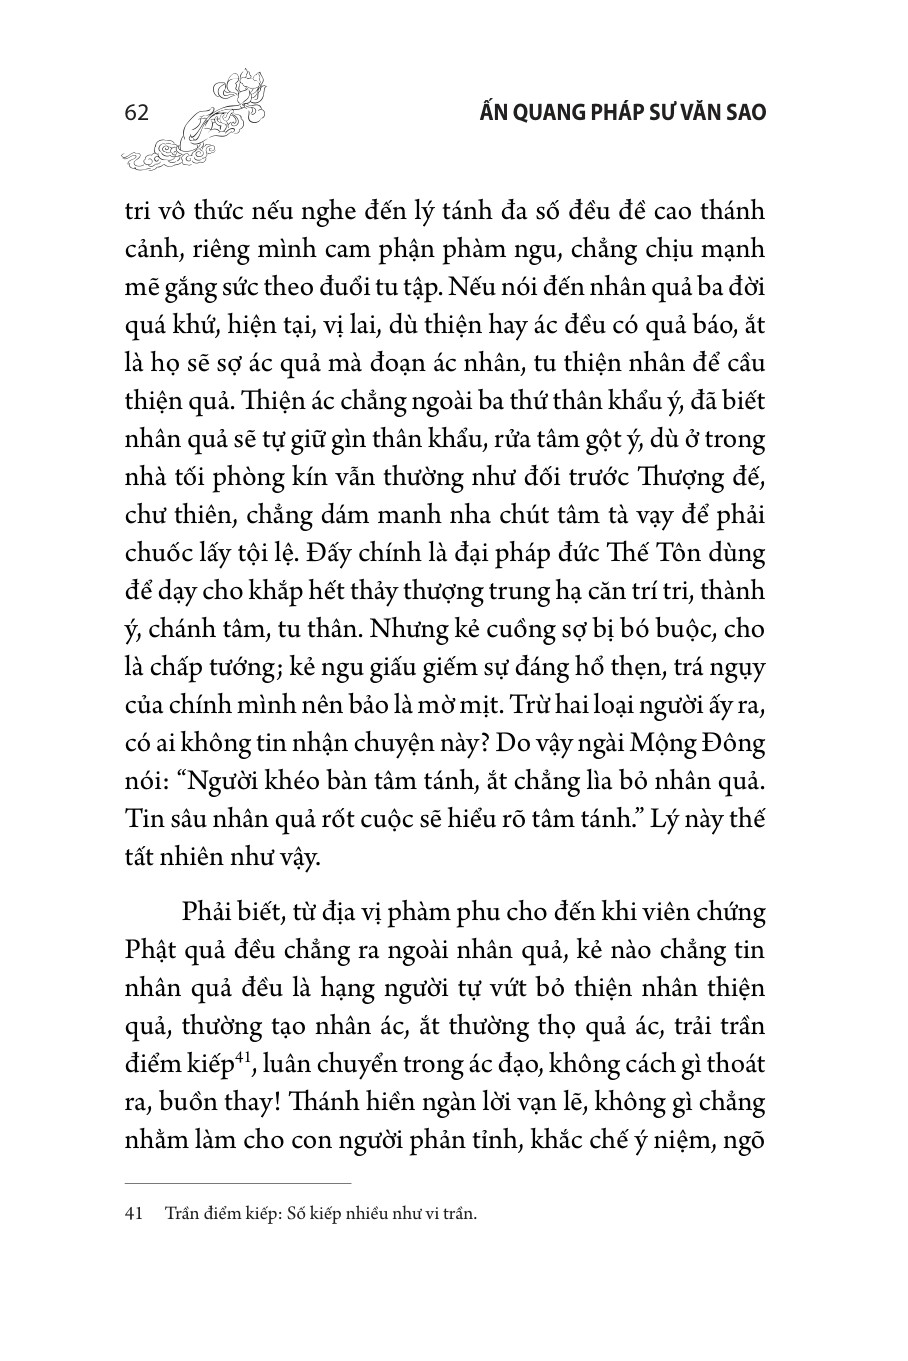 62
ẤN QUANG PHÁP SƯ VĂN SAO
tri vô thức nếu nghe đến lý tánh đa số đều đề cao thánh
cảnh, riêng mình cam phận phàm ngu, chẳng chịu mạnh
mẽ gắng sức theo đuổi tu tập. Nếu nói đến nhân quả ba đời
quá khứ, hiện tại, vị lai, dù thiện hay ác đều có quả báo, ắt
là họ sẽ sợ ác quả mà đoạn ác nhân, tu thiện nhân để cầu
thiện quả. Thiện ác chẳng ngoài ba thứ thân khẩu ý, đã biết
nhân quả sẽ tự giữ gìn thân khẩu, rửa tâm gột ý, dù ở trong
nhà tối phòng kín vẫn thường như đối trước Thượng đế,
chư thiên, chẳng dám manh nha chút tâm tà vạy để phải
chuốc lấy tội lệ. Đấy chính là đại pháp đức Thế Tôn dùng
để dạy cho khắp hết thảy thượng trung hạ căn trí tri, thành
ý, chánh tâm, tu thân. Nhưng kẻ cuồng sợ bị bó buộc, cho
là chấp tướng; kẻ ngu giấu giếm sự đáng hổ thẹn, trá ngụy
của chính mình nên bảo là mờ mịt. Trừ hai loại người ấy ra,
có ai không tin nhận chuyện này? Do vậy ngài Mộng Đông
nói: “Người khéo bàn tâm tánh, ắt chẳng lìa bỏ nhân quả.
Tin sâu nhân quả rốt cuộc sẽ hiểu rõ tâm tánh.” Lý này thế
tất nhiên như vậy.
Phải biết, từ địa vị phàm phu cho đến khi viên chứng
Phật quả đều chẳng ra ngoài nhân quả, kẻ nào chẳng tin
nhân quả đều là hạng người tự vứt bỏ thiện nhân thiện
quả, thường tạo nhân ác, ắt thường thọ quả ác, trải trần
điểm kiếp41, luân chuyển trong ác đạo, không cách gì thoát
ra, buồn thay! Thánh hiền ngàn lời vạn lẽ, không gì chẳng
nhằm làm cho con người phản tỉnh, khắc chế ý niệm, ngõ
41 Trần điểm kiếp: Số kiếp nhiều như vi trần.